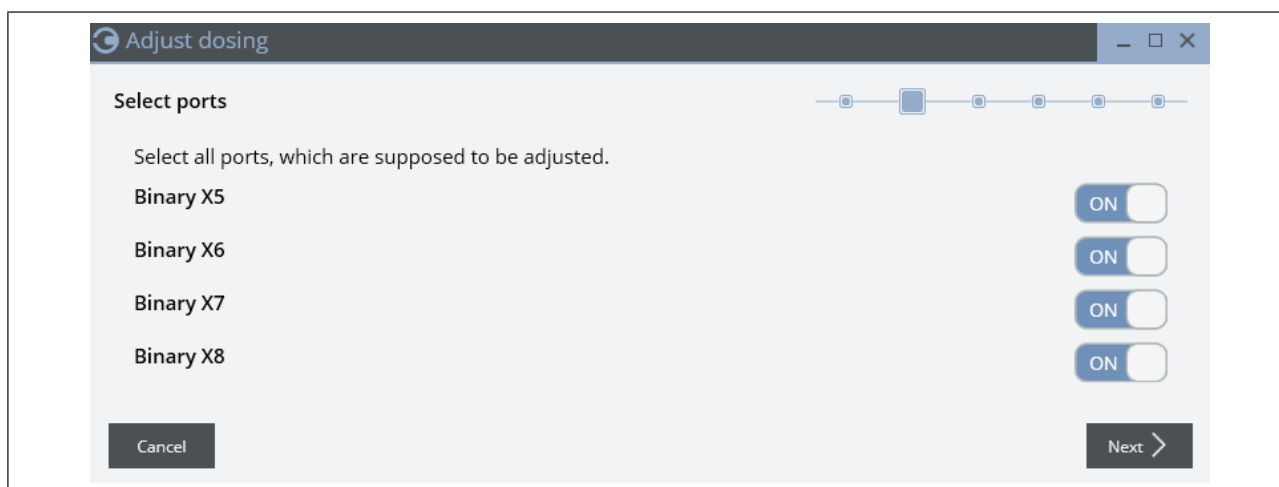 Adjust dosing
Select ports
Select all ports, which are supposed to be adjusted.
Binary X5 ON
Binary X6 ON
Binary X7 ON
Binary X8 ON
Cancel Next